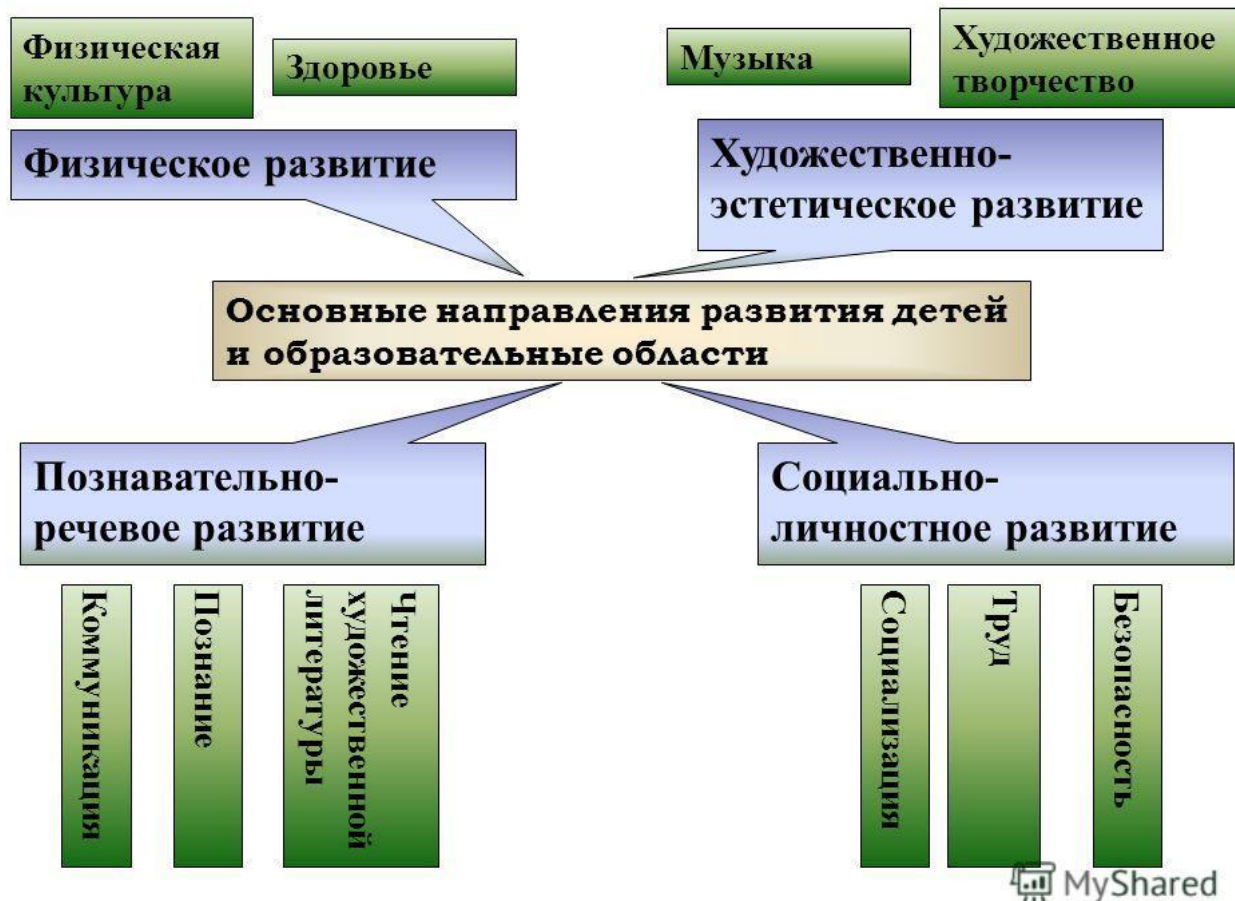 Физическая
культура
Здоровье
Музыка
Художественное
творчество
Физическое развитие
Художественно-
эстетическое развитие
Основные направления развития детей
и образовательные области
Познавательно-
речевое развитие
Социально-
личностное развитие
Коммуникация
Познание
Чтение
художественной
литературы
Социализация
Труд
Безопасность
MyShared